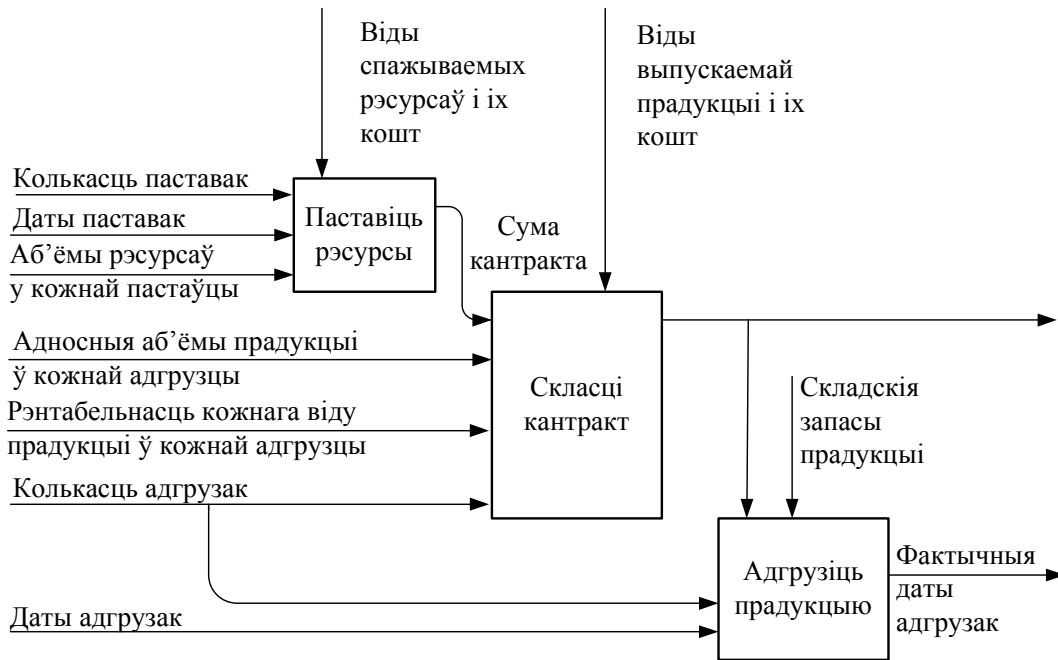 Віды
спажываемых
рэсурсаў і іх
кошт
Віды
выпускаемай
прадукцыі і іх
кошт
Колькасць паставак
Даты паставак
Аб’ёмы рэсурсаў
у кожнай пастаўцы
Паставіць
рэсурсы
Сума
кантракта
Адносныя аб’ёмы прадукцыі
ў кожнай адгрузцы
Рэнтабельнасць кожнага віду
прадукцыі ў кожнай адгрузцы
Колькасць адгрузак
Скласці
кантракт
Складскія
запасы
прадукцыі
Адгрузіць
прадукцыю
Фактычныя
даты
адгрузак
Даты адгрузак